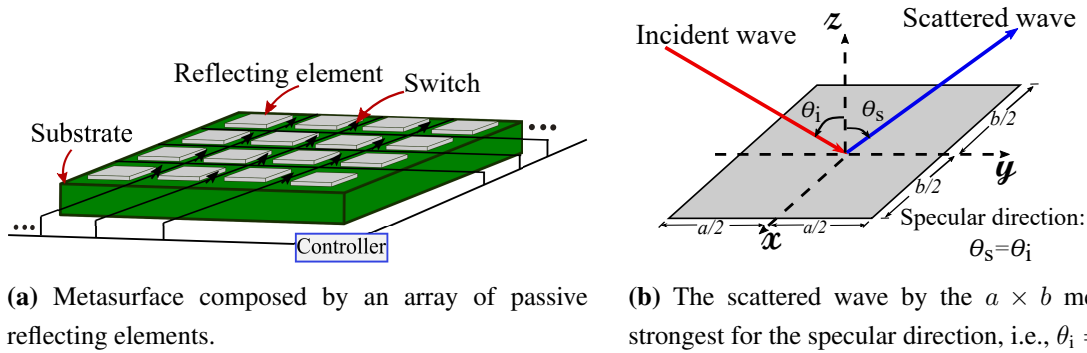 Reflecting element
Switch
Substrate
...
...
Controller
z
Incident wave
Scattered wave
θi
θs
b/2
y
b/2
a/2
a/2
x
Specular direction:
θs=θi
(a) Metasurface composed by an array of passive
reflecting elements.
(b) The scattered wave by the a × b
strongest for the specular direction, i.e., θi =